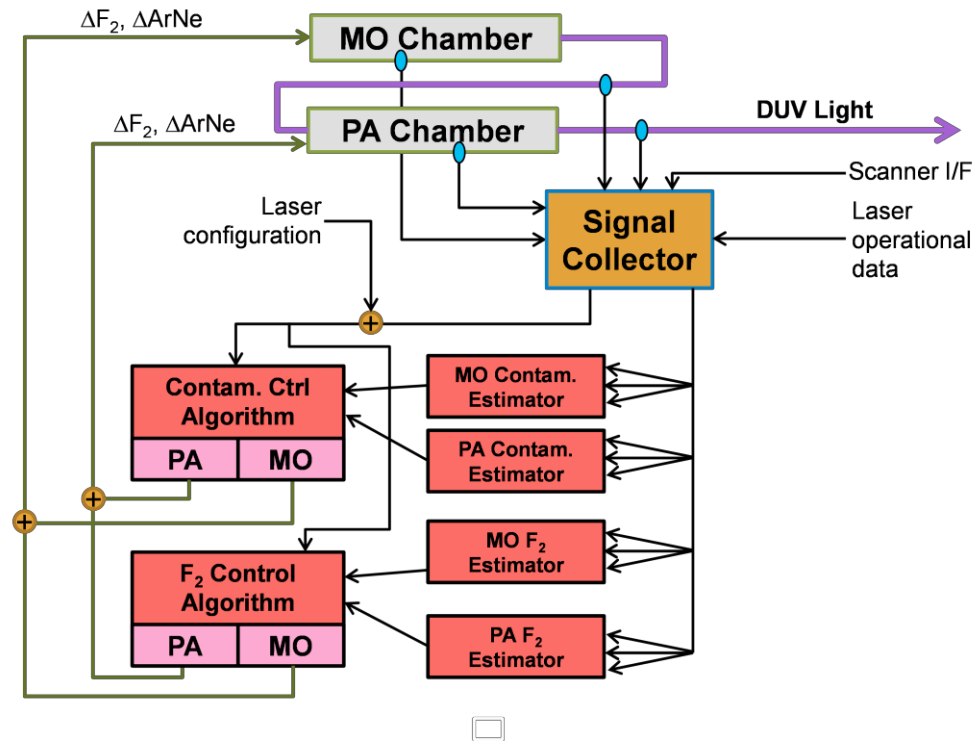 ΔF₂, ΔArNe
MO Chamber
ΔF₂, ΔArNe
PA Chamber
DUV Light
Scanner I/F
Laser
configuration
Signal
Collector
Laser
operational
data
+
Contam. Ctrl
Algorithm
PA
MO
MO Contam.
Estimator
PA Contam.
Estimator
+
+
F₂ Control
Algorithm
PA
MO
MO F₂
Estimator
PA F₂
Estimator